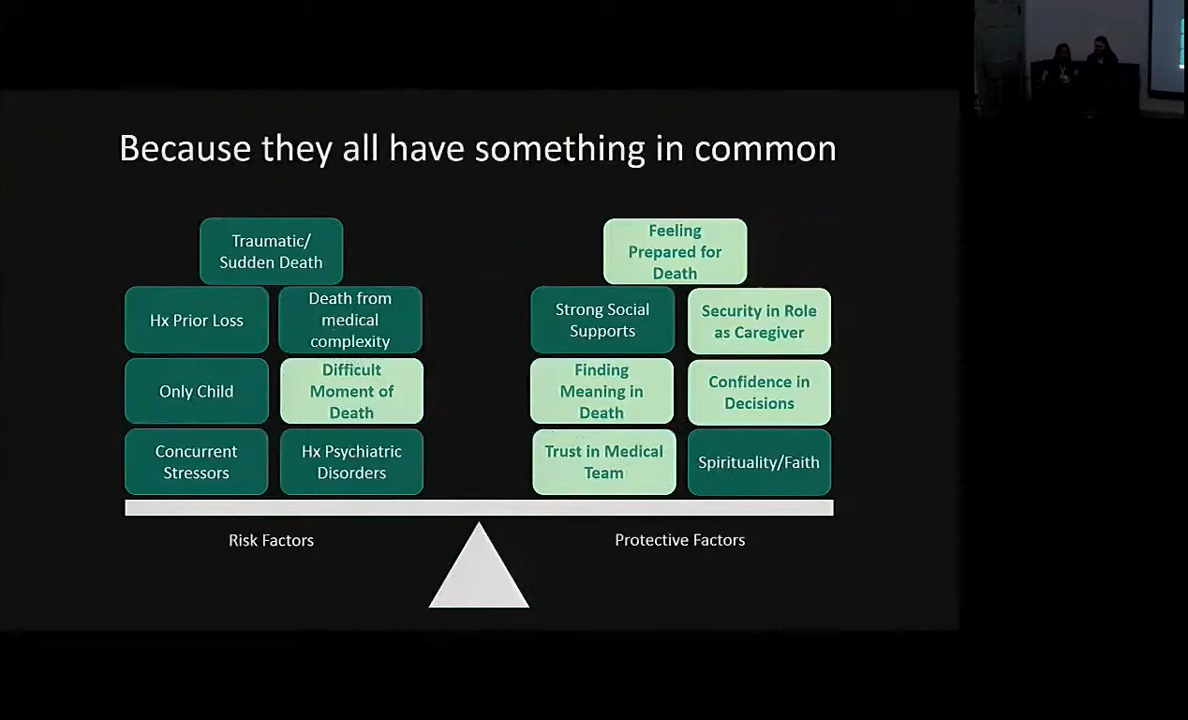 Because they all have something in common
Traumatic/
Sudden Death
Hx Prior Loss
Death from
medical
complexity
Only Child
Difficult
Moment of
Death
Concurrent
Stressors
Hx Psychiatric
Disorders
Risk Factors
Feeling
Prepared for
Death
Strong Social
Supports
Security in Role
as Caregiver
Finding
Meaning in
Death
Confidence in
Decisions
Trust in Medical
Team
Spirituality/Faith
Protective Factors